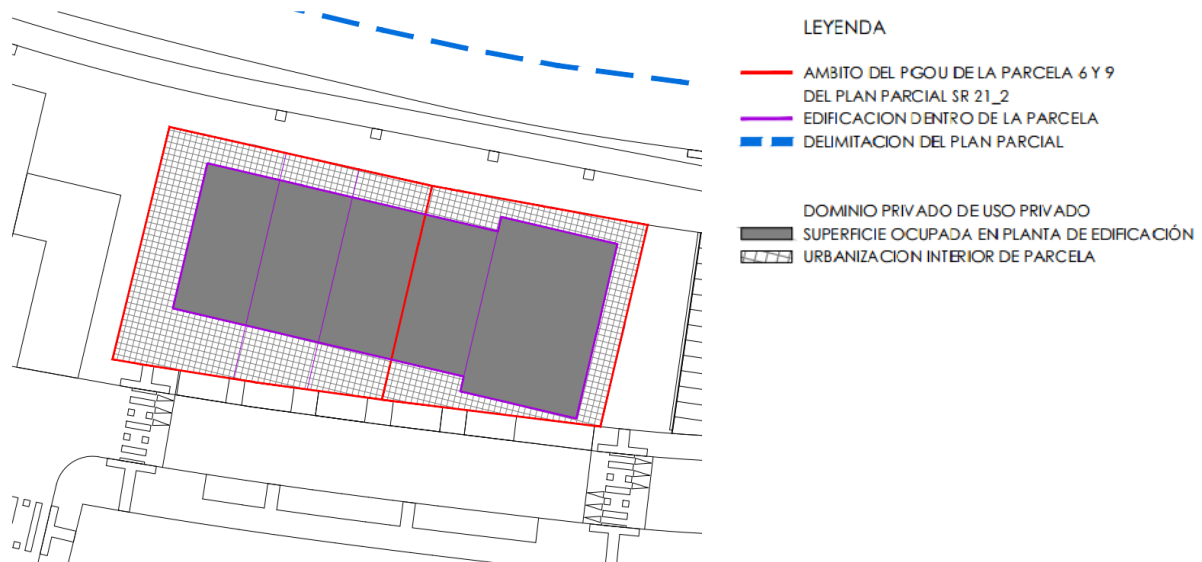 LEYENDA
AMBITO DEL PGOU DE LA PARCELA 6 Y 9
DEL PLAN PARCIAL SR 21_2
EDIFICACION DENTRO DE LA PARCELA
DELIMITACION DEL PLAN PARCIAL
DOMINIO PRIVADO DE USO PRIVADO
SUPERFICIE OCUPADA EN PLANTA DE EDIFICACIÓN
URBANIZACION INTERIOR DE PARCELA